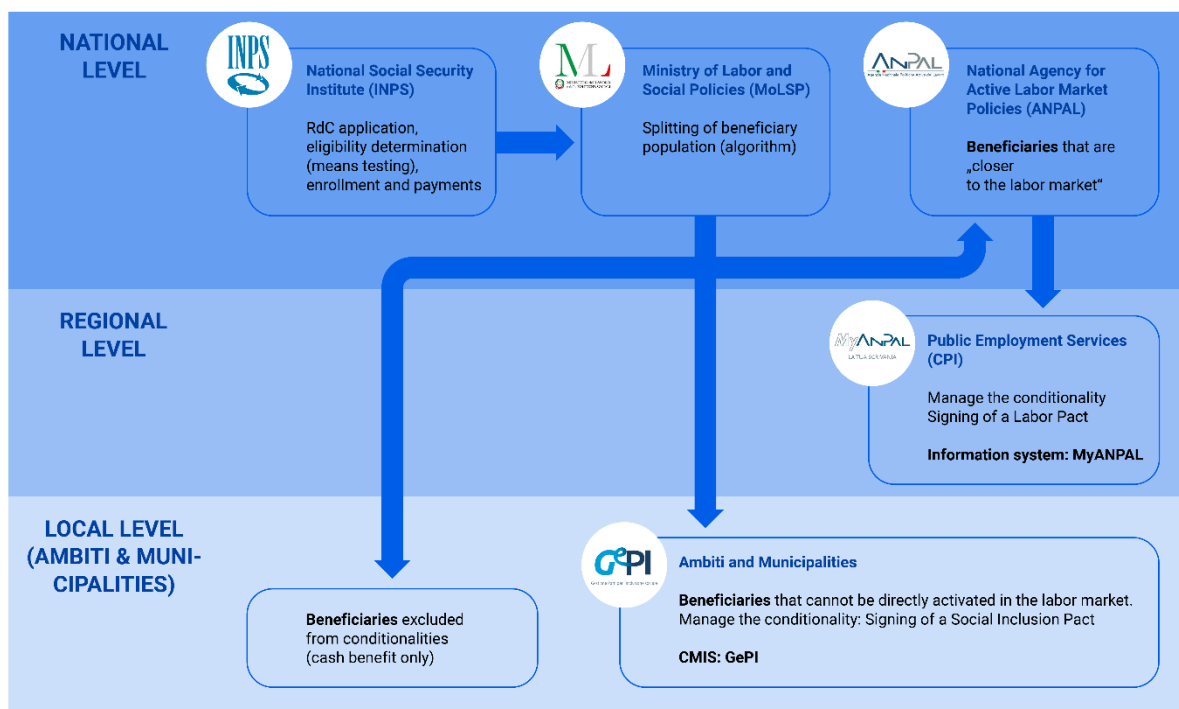 NATIONAL
LEVEL
INPS
National Social Security
Institute (INPS)
RdC application,
eligibility determination
(means testing),
enrollment and payments
ML
Ministry of Labor and
Social Policies (MoLSP)
Splitting of beneficiary
population (algorithm)
ANPAL
National Agency for
Active Labor Market
Policies (ANPAL)
Beneficiaries that are
„closer
to the labor market“
REGIONAL
LEVEL
MyANPAL
LA TUA SCRIVANIA
Public Employment Services
(CPI)
Manage the conditionality
Signing of a Labor Pact
Information system: MyANPAL
LOCAL LEVEL
(AMBITI & MUNI-
CIPALITIES)
Beneficiaries excluded
from conditionalities
(cash benefit only)
GePI
Ambiti and Municipalities
Beneficiaries that cannot be directly activated in the labor market.
Manage the conditionality: Signing of a Social Inclusion Pact
CMIS: GePI